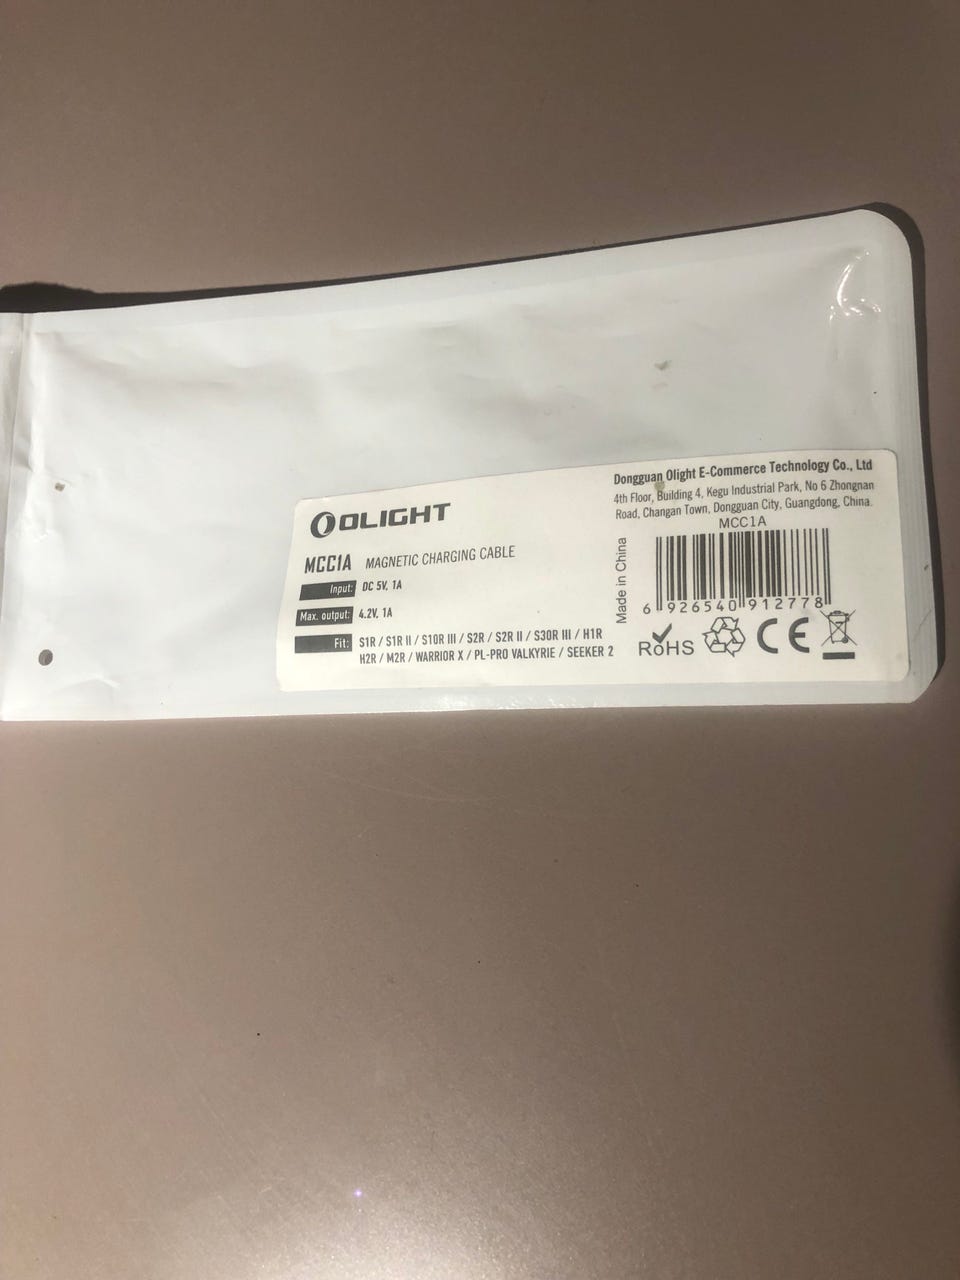 OLIGHT
MCC1A MAGNETIC CHARGING CABLE
Input: DC 5V, 1A
Max. output: 4.2V, 1A
Fit: S1R / S1R II / S10R III / S2R / S2R II / S30R III / H1R
H2R / M2R / WARRIOR X / PL-PRO VALKYRIE / SEEKER 2
Dongguan Olight E-Commerce Technology Co., Ltd
4th Floor, Building 4, Kegu Industrial Park, No 6 Zhongnan
Road, Changan Town, Dongguan City, Guangdong, China.
MCC1A
Made in China
6 926540 912778
RoHS
CE